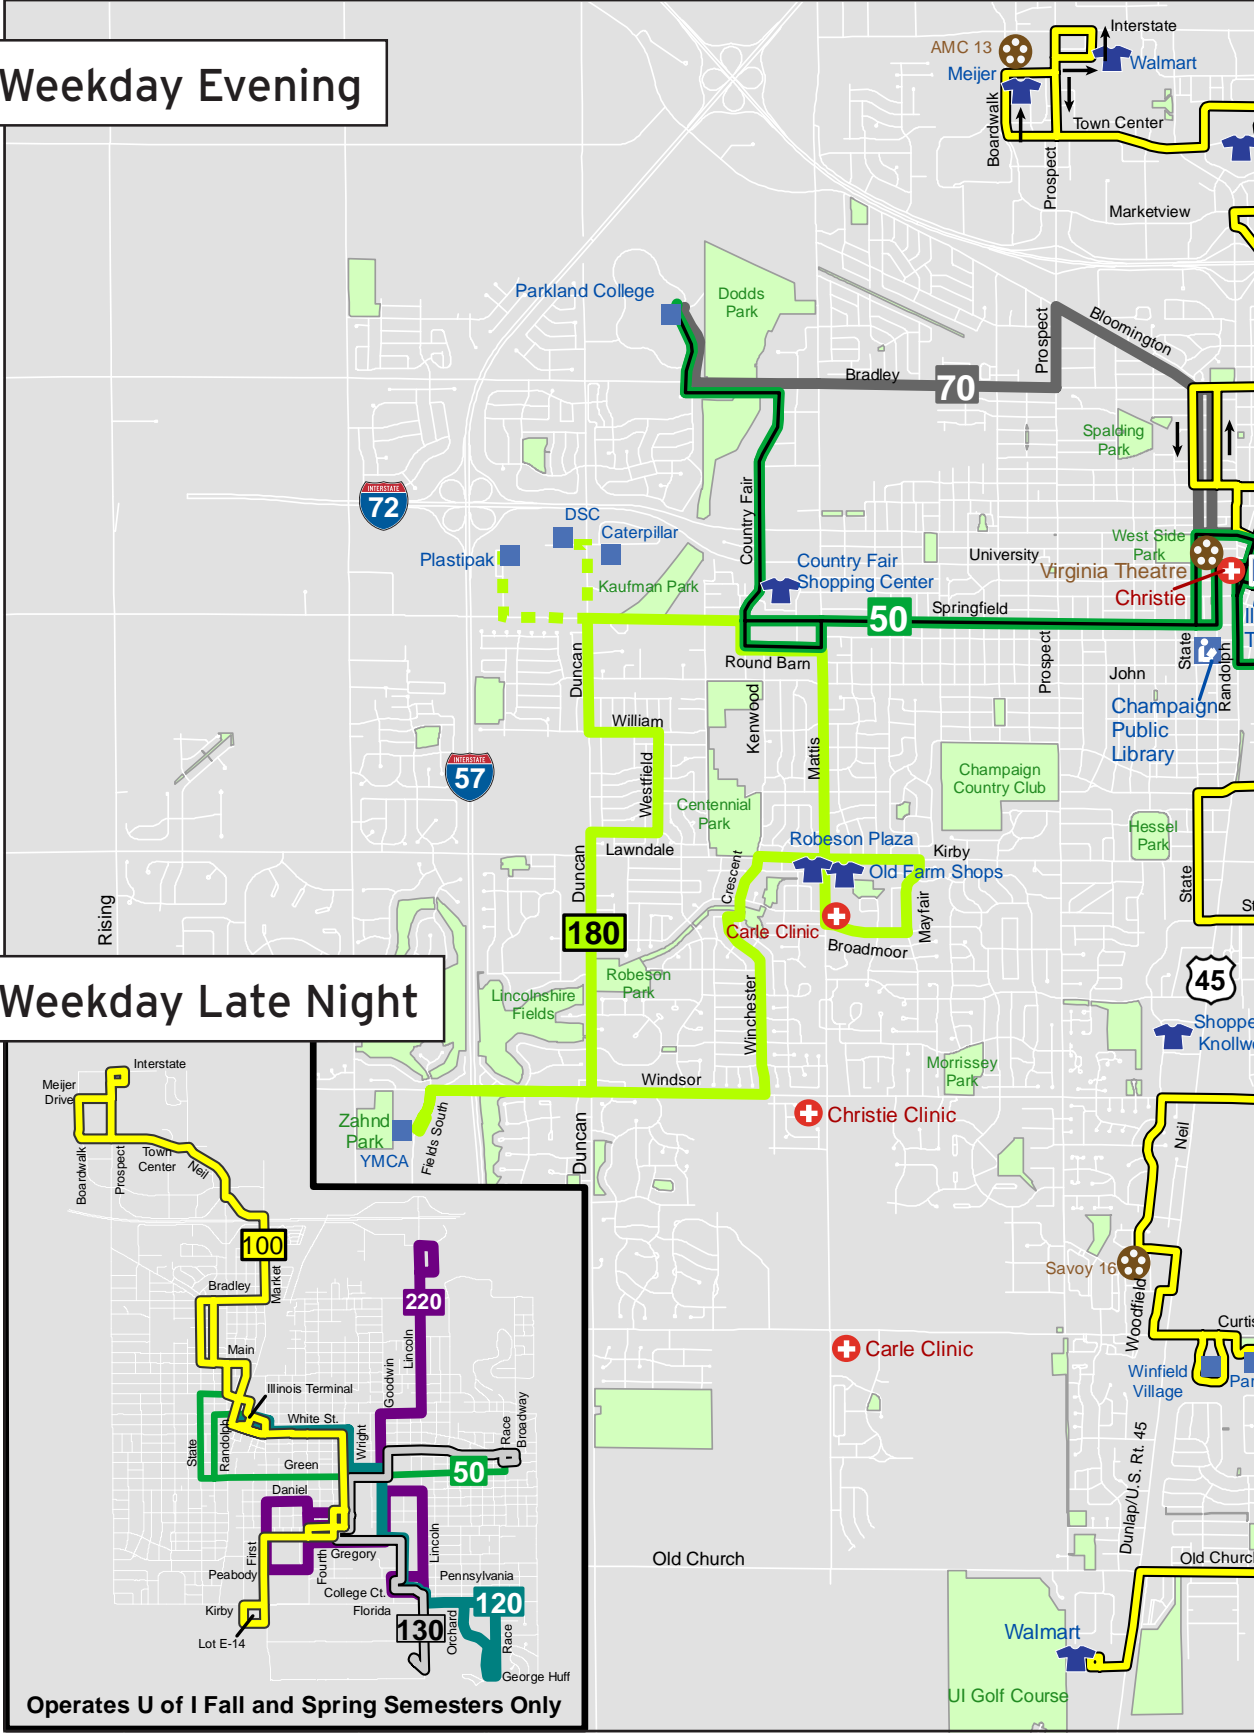 Weekday Evening
Interstate
AMC 13
Walmart
Meijer
Boardwalk
Prospect
Town Center
Marketview
Parkland College
Dodds
Park
Prospect
Bloomington
Bradley
70
Spalding
Park
INTERSTATE
72
Country Fair
DSC
Caterpillar
Plastipak
Kaufman Park
Country Fair
Shopping Center
University
West Side
Park
Virginia Theatre
Christie
50
Springfield
Duncan
Round Barn
Prospect
John
State
Randolph
Champaign
Public
Library
William
Kenwood
Mattis
INTERSTATE
57
Westfield
Centennial
Park
Champaign
Country Club
Hessel
Park
Lawndale
Robeson Plaza
Kirby
Old Farm Shops
Duncan
Crescent
State
Rising
180
Carle Clinic
Mayfair
Broadmoor
Weekday Late Night
Robeson
Park
Lincolnshire
Fields
Winchester
45
Morrissey
Park
Windsor
Christie Clinic
Neil
Zahnd
Park
YMCA
Fields South
Duncan
Savoy 16
Woodfield
Carle Clinic
Winfield
Village
Dunlap/U.S. Rt. 45
Old Church
Walmart
UI Golf Course
Interstate
Meijer
Drive
Boardwalk
Prospect
Town
Center
Neil
100
Market
Bradley
220
Main
Lincoln
Goodwin
Illinois Terminal
White St.
State
Randolph
Wright
Race
Broadway
Green
50
Daniel
First
Fourth
Gregory
Lincoln
Peabody
College Ct.
Pennsylvania
Kirby
Florida
120
130
Orchard
Race
Lot E-14
George Huff
Operates U of I Fall and Spring Semesters Only